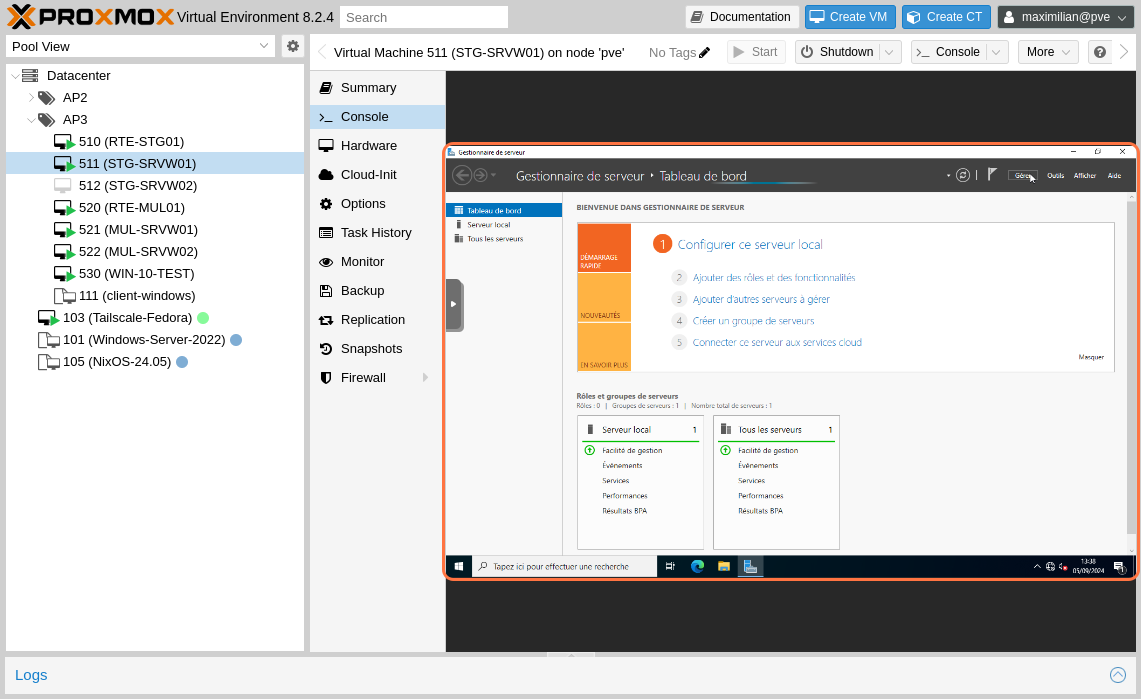 PROXMOX Virtual Environment 8.2.4
Search
Documentation
Create VM
Create CT
maximilian@pve
Pool View
Datacenter
AP2
AP3
510 (RTE-STG01)
511 (STG-SRVW01)
512 (STG-SRVW02)
520 (RTE-MUL01)
521 (MUL-SRVW01)
522 (MUL-SRVW02)
530 (WIN-10-TEST)
111 (client-windows)
103 (Tailscale-Fedora)
101 (Windows-Server-2022)
105 (NixOS-24.05)
Virtual Machine 511 (STG-SRVW01) on node 'pve'
No Tags
Start
Shutdown
Console
More
Summary
Console
Hardware
Cloud-Init
Options
Task History
Monitor
Backup
Replication
Snapshots
Firewall
Gestionnaire de serveur
Gestionnaire de serveur
Tableau de bord
Gérer
Outils
Afficher
Aide
Tableau de bord
Serveur local
Tous les serveurs
BIENVENUE DANS GESTIONNAIRE DE SERVEUR
DÉMARRAGE
RAPIDE
NOUVEAUTÉS
EN SAVOIR PLUS
1 Configurer ce serveur local
2 Ajouter des rôles et des fonctionnalités
3 Ajouter d'autres serveurs à gérer
4 Créer un groupe de serveurs
5 Connecter ce serveur aux services cloud
Masquer
Rôles et groupes de serveurs
Rôles : 0 | Groupes de serveurs : 1 | Nombre total de serveurs : 1
Serveur local 1
Facilité de gestion
Événements
Services
Performances
Résultats BPA
Tous les serveurs 1
Facilité de gestion
Événements
Services
Performances
Résultats BPA
Tapez ici pour effectuer une recherche
13:38
05/09/2024
1
Logs